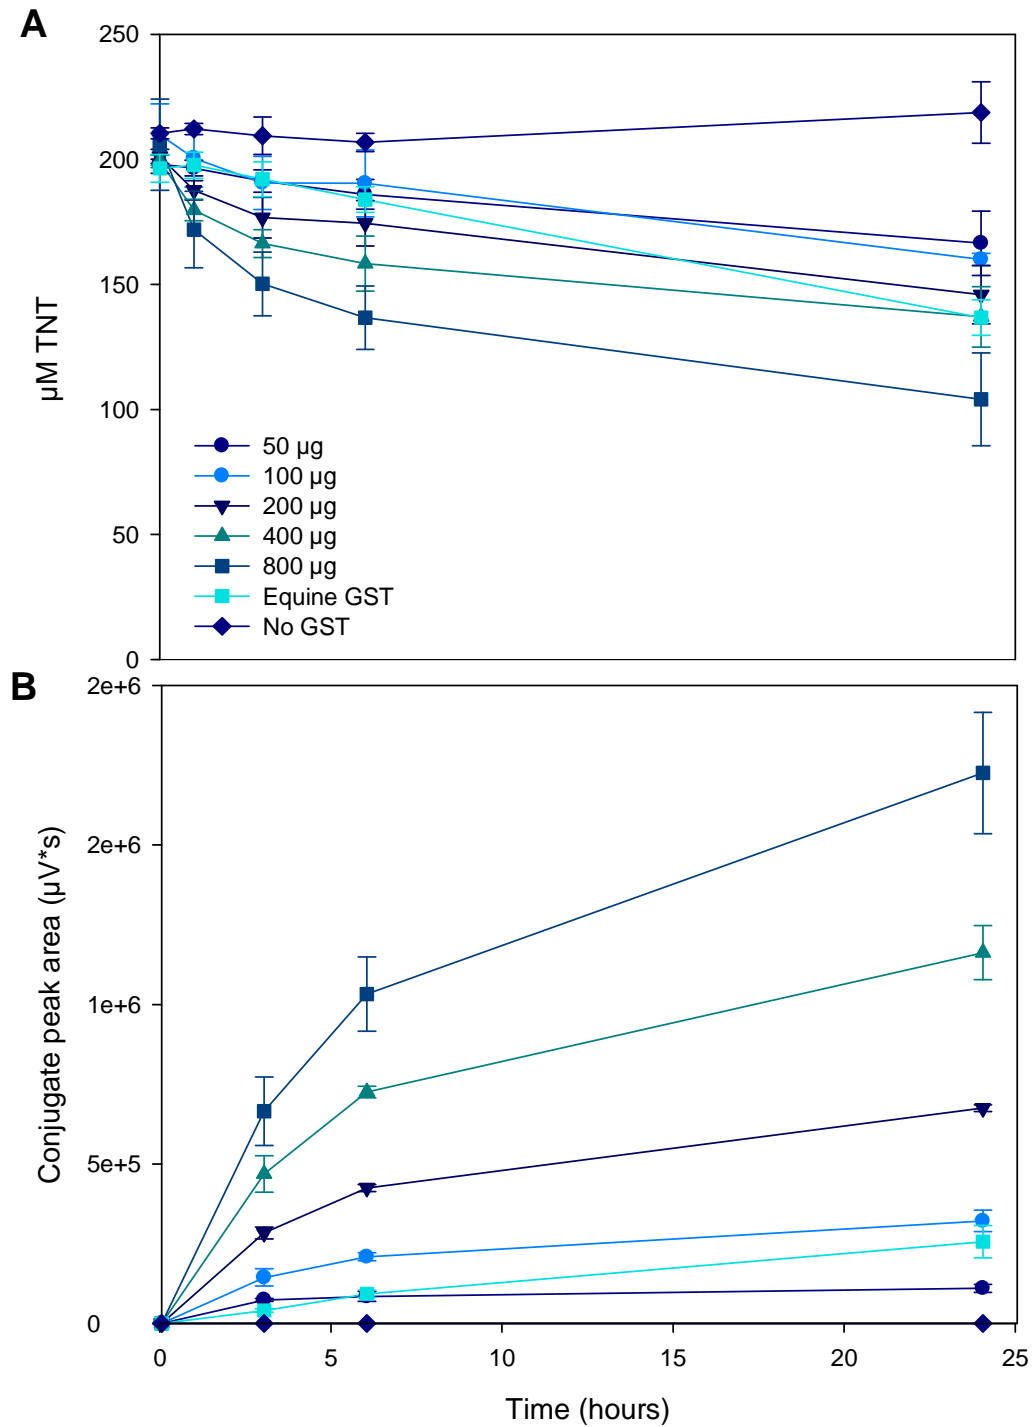 A
250
200
150
100
50
0
µM TNT
50 µg
100 µg
200 µg
400 µg
800 µg
Equine GST
No GST
B
2e+6
2e+6
1e+6
5e+5
0
Conjugate peak area (µV*s)
0 5 10 15 20 25
Time (hours)